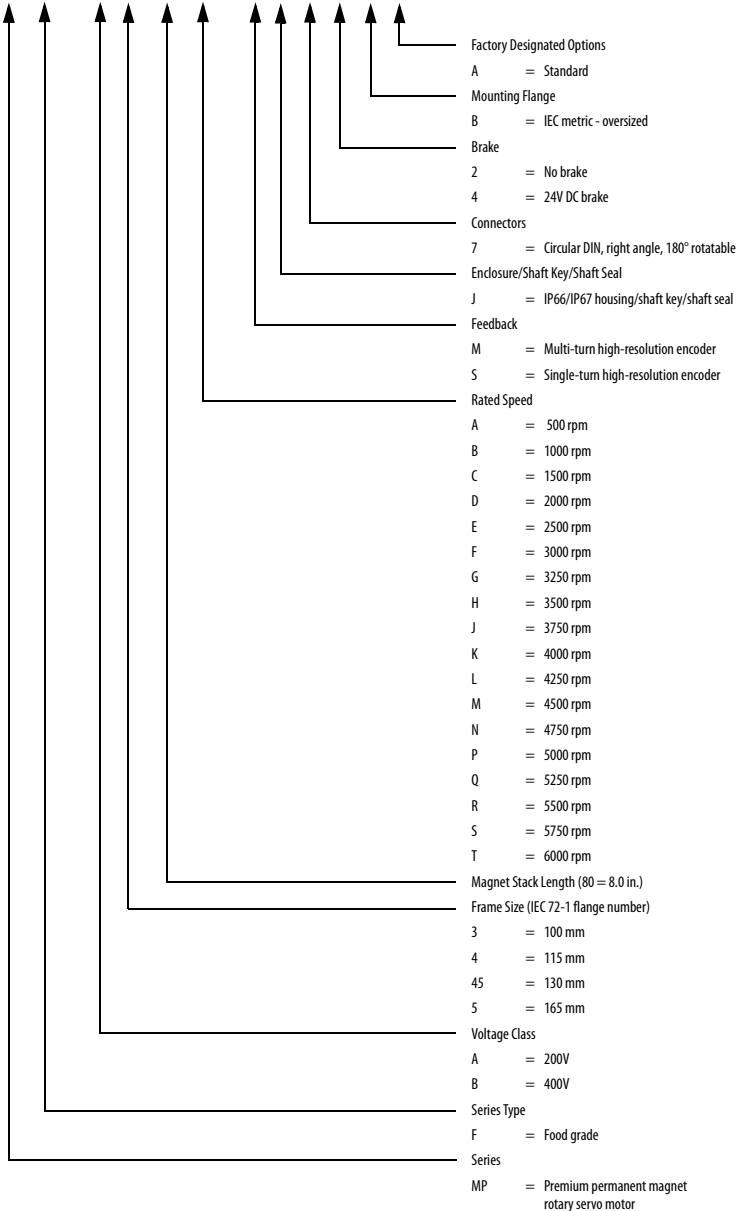 Factory Designated Options
A = Standard
Mounting Flange
B = IEC metric - oversized
Brake
2 = No brake
4 = 24V DC brake
Connectors
7 = Circular DIN, right angle, 180° rotatable
Enclosure/Shaft Key/Shaft Seal
J = IP66/IP67 housing/shaft key/shaft seal
Feedback
M = Multi-turn high-resolution encoder
S = Single-turn high-resolution encoder
Rated Speed
A = 500 rpm
B = 1000 rpm
C = 1500 rpm
D = 2000 rpm
E = 2500 rpm
F = 3000 rpm
G = 3250 rpm
H = 3500 rpm
J = 3750 rpm
K = 4000 rpm
L = 4250 rpm
M = 4500 rpm
N = 4750 rpm
P = 5000 rpm
Q = 5250 rpm
R = 5500 rpm
S = 5750 rpm
T = 6000 rpm
Magnet Stack Length (80 = 8.0 in.)
Frame Size (IEC 72-1 flange number)
3 = 100 mm
4 = 115 mm
45 = 130 mm
5 = 165 mm
Voltage Class
A = 200V
B = 400V
Series Type
F = Food grade
Series
MP = Premium permanent magnet
rotary servo motor